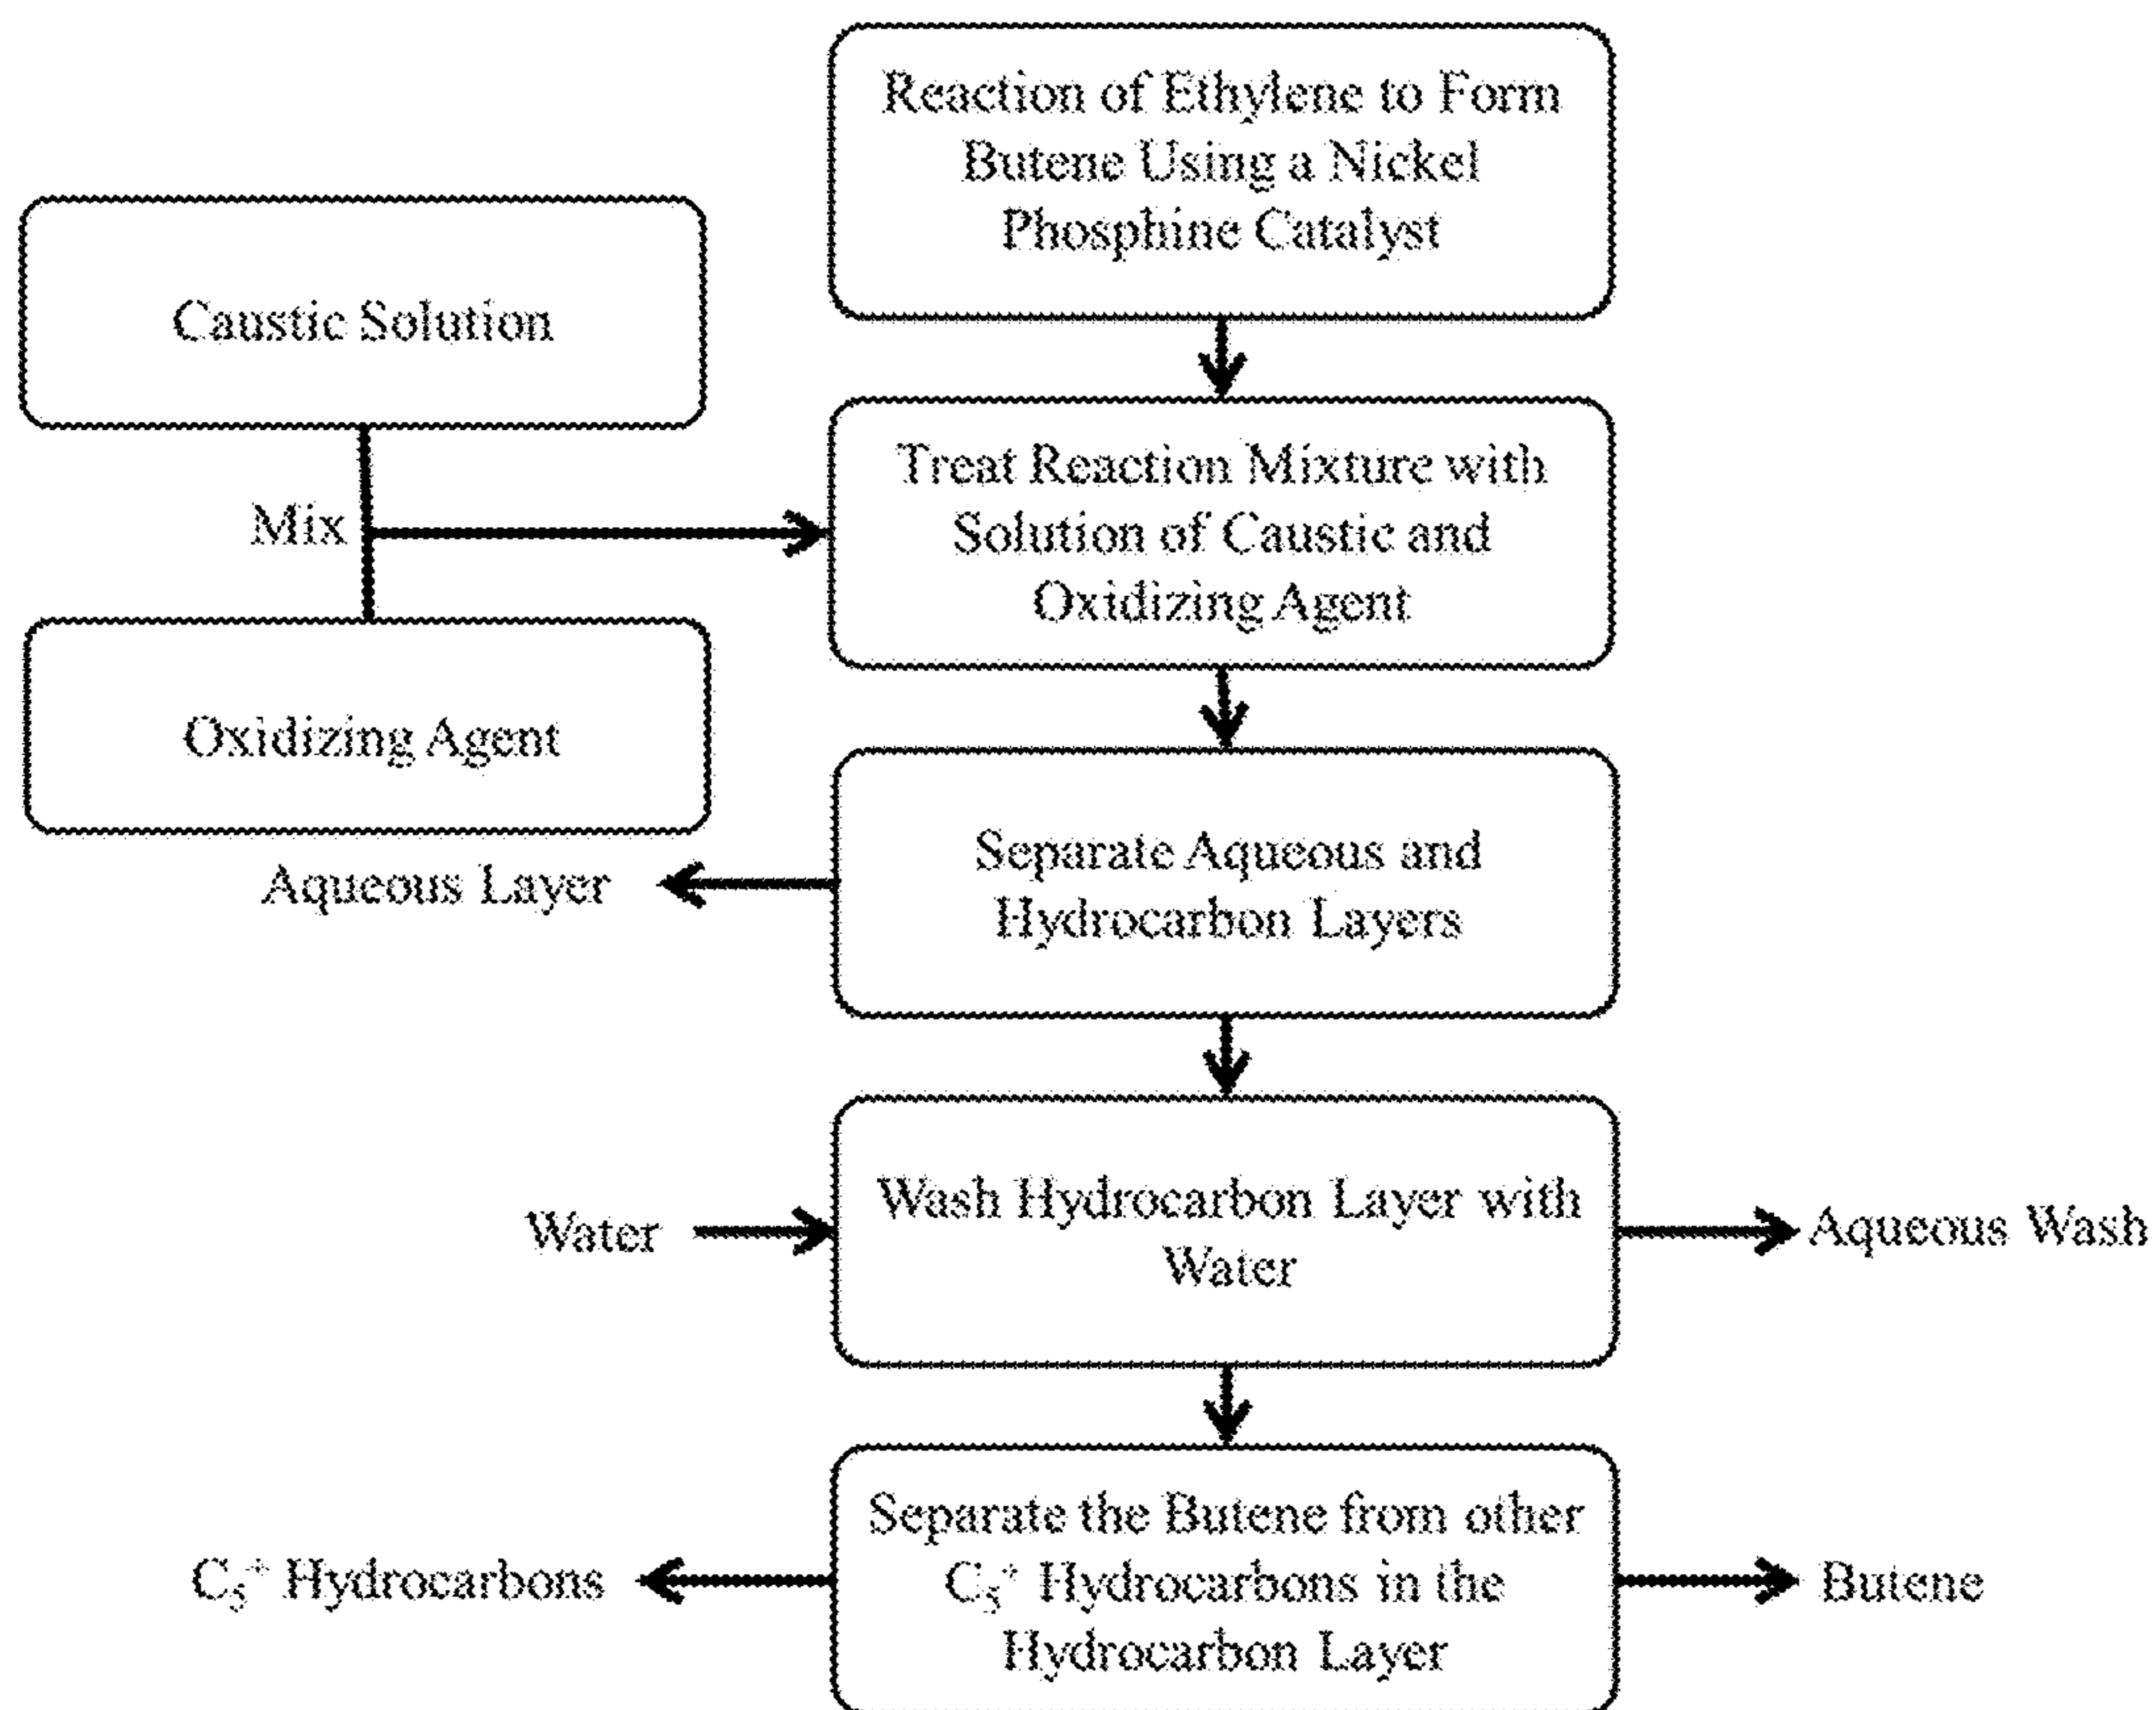 Reaction of Ethylene to Form
Butene Using a Nickel
Phosphine Catalyst
Caustic Solution
Mix
Treat Reaction Mixture with
Solution of Caustic and
Oxidizing Agent
Oxidizing Agent
Aqueous Layer
Separate Aqueous and
Hydrocarbon Layers
Water
Wash Hydrocarbon Layer with
Water
Aqueous Wash
C₅⁺ Hydrocarbons
Separate the Butene from other
C₅⁺ Hydrocarbons in the
Hydrocarbon Layer
Butene